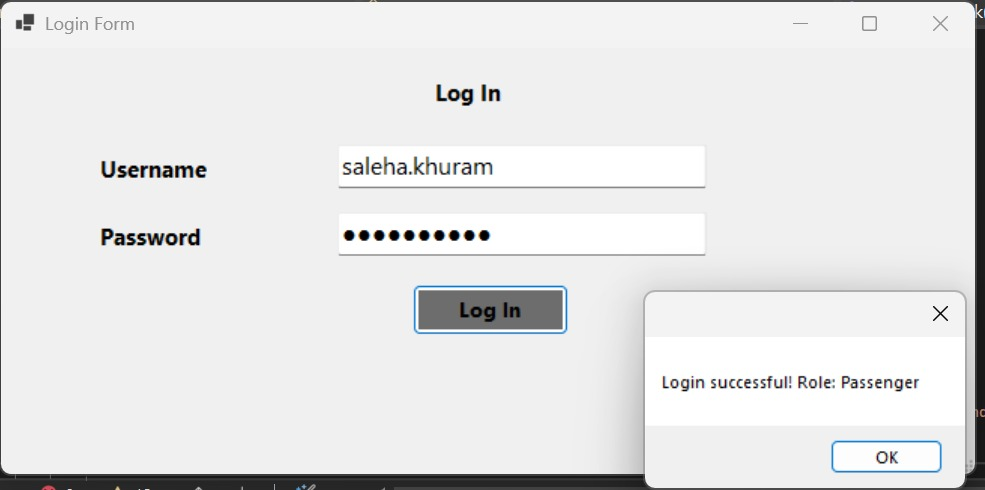 Login Form
Log In
Username
saleha.khuram
Password
●●●●●●●●●●
Log In
Login successful! Role: Passenger
OK